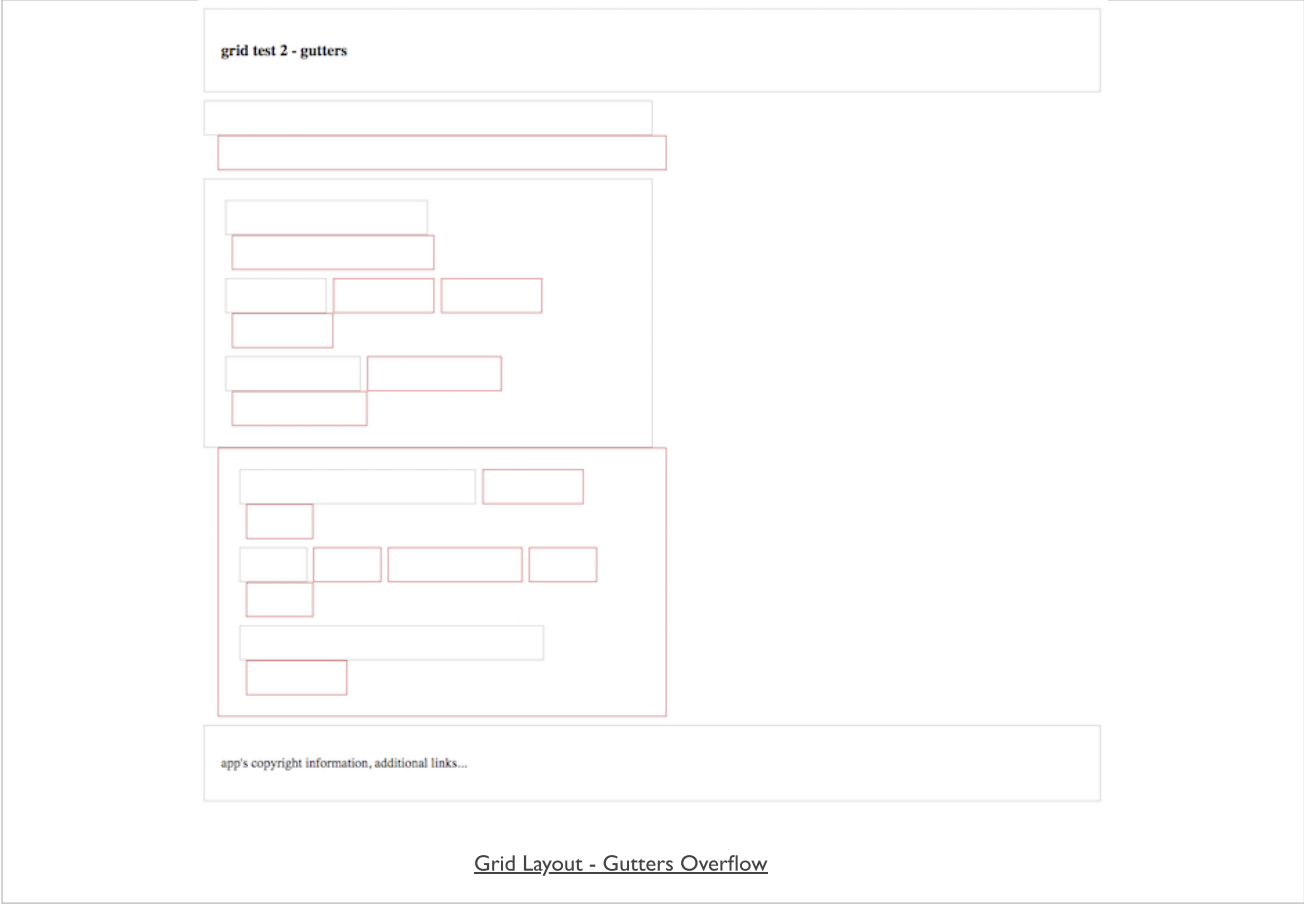 grid test 2 - gutters
app's copyright information, additional links...
Grid Layout - Gutters Overflow